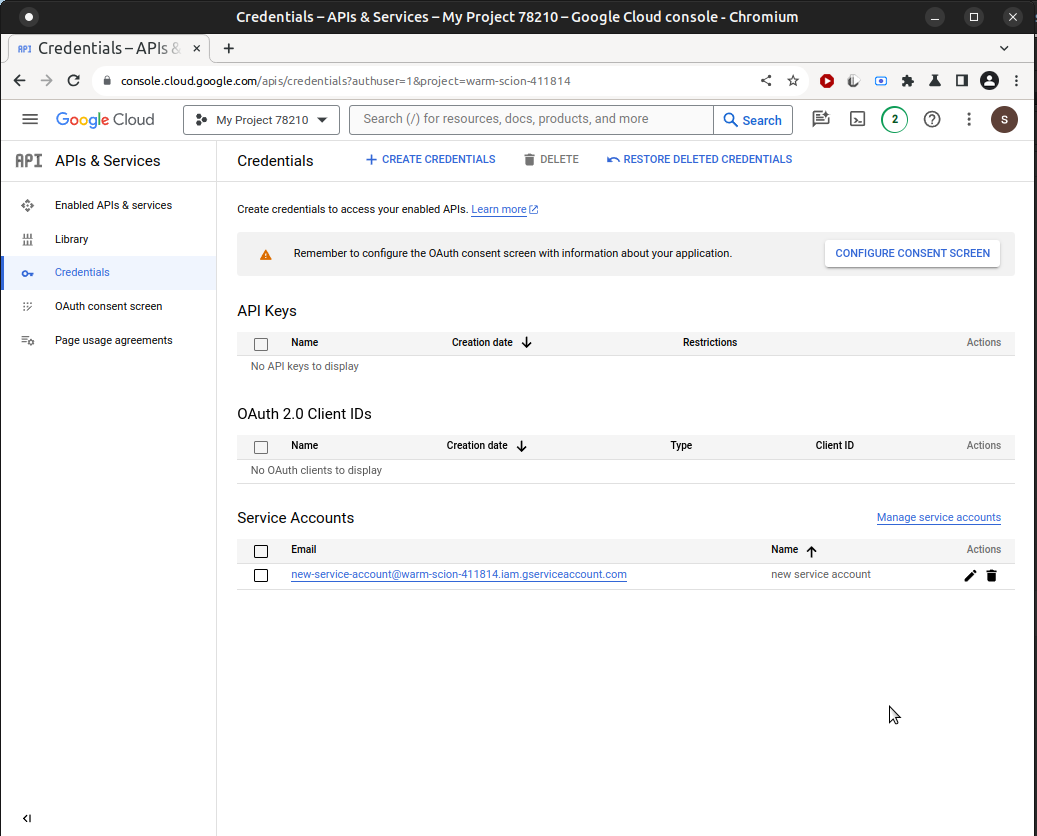 Credentials – APIs & Services – My Project 78210 – Google Cloud console - Chromium
API Credentials – APIs &
console.cloud.google.com/apis/credentials?authuser=1&project=warm-scion-411814
Google Cloud My Project 78210 Search (/) for resources, docs, products, and more Search 2 S
API APIs & Services Credentials + CREATE CREDENTIALS DELETE RESTORE DELETED CREDENTIALS
Enabled APIs & services
Library
Credentials
OAuth consent screen
Page usage agreements
Create credentials to access your enabled APIs. Learn more
Remember to configure the OAuth consent screen with information about your application. CONFIGURE CONSENT SCREEN
API Keys
Name Creation date Restrictions Actions
No API keys to display
OAuth 2.0 Client IDs
Name Creation date Type Client ID Actions
No OAuth clients to display
Service Accounts Manage service accounts
Email Name Actions
new-service-account@warm-scion-411814.iam.gserviceaccount.com new service account